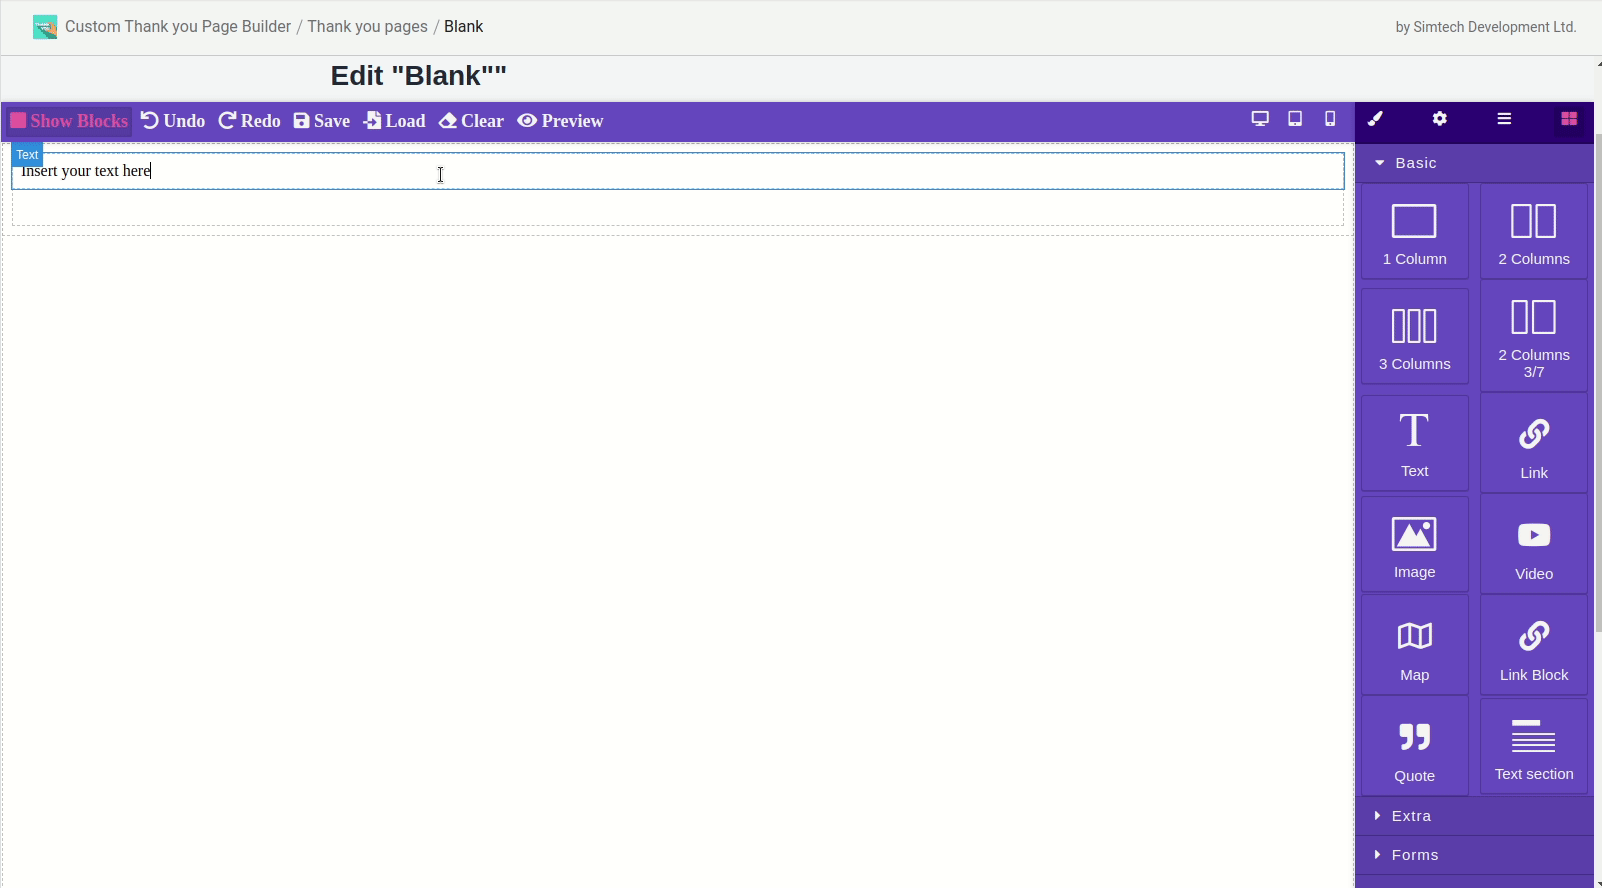 Custom Thank you Page Builder / Thank you pages / Blank
by Simtech Development Ltd.
Edit "Blank""
Show Blocks Undo Redo Save Load Clear Preview
Text
Insert your text here
Basic
1 Column
2 Columns
3 Columns
2 Columns
3/7
Text
Link
Image
Video
Map
Link Block
Quote
Text section
Extra
Forms